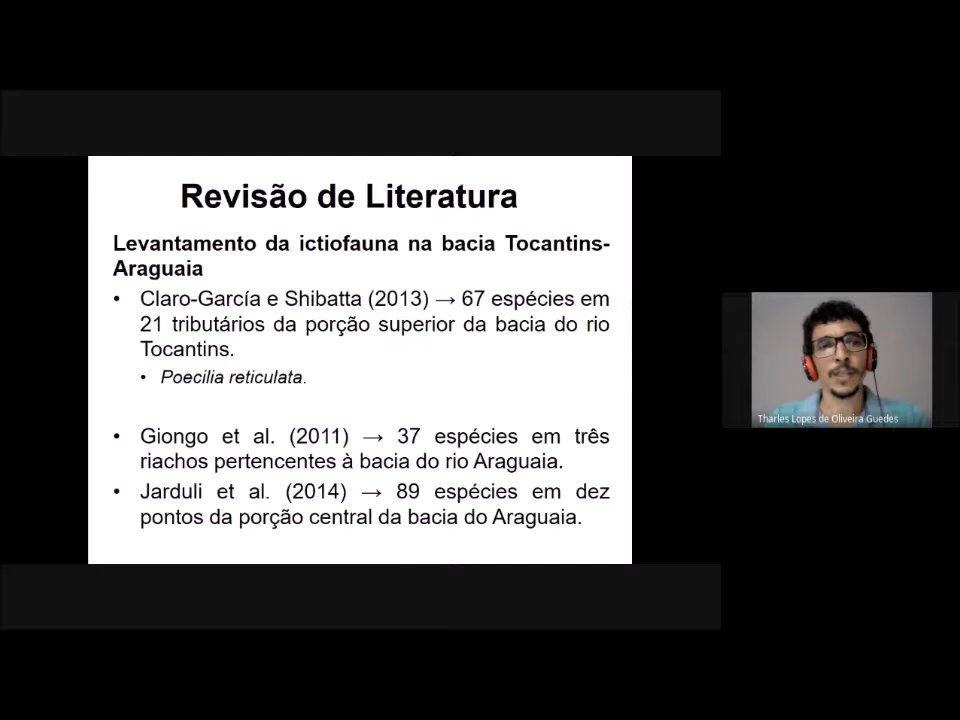 Revisão de Literatura
Levantamento da ictiofauna na bacia Tocantins-
Araguaia
• Claro-García e Shibatta (2013) → 67 espécies em
21 tributários da porção superior da bacia do rio
Tocantins.
• Poecilia reticulata.
• Giongo et al. (2011) → 37 espécies em três
riachos pertencentes à bacia do rio Araguaia.
• Jarduli et al. (2014) → 89 espécies em dez
pontos da porção central da bacia do Araguaia.
Tharles Lopes de Oliveira Guedes